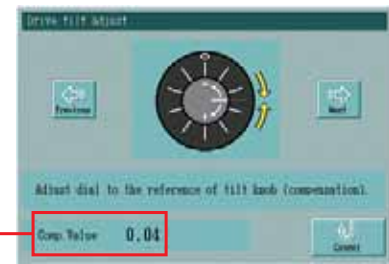 Drive tilt adjust
Previous
Next
Adjust dial to the reference of tilt knob (compensation).
Comp.Value 0.04
Cancel